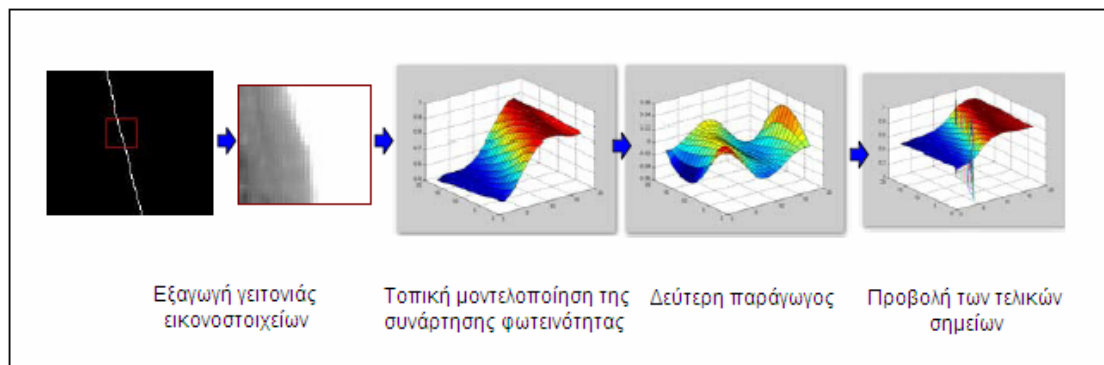 Εξαγωγή γειτονιάς
εικονοστοιχείων
Τοπική μοντελοποίηση της
συνάρτησης φωτεινότητας
Δεύτερη παράγωγος
Προβολή των τελικών
σημείων